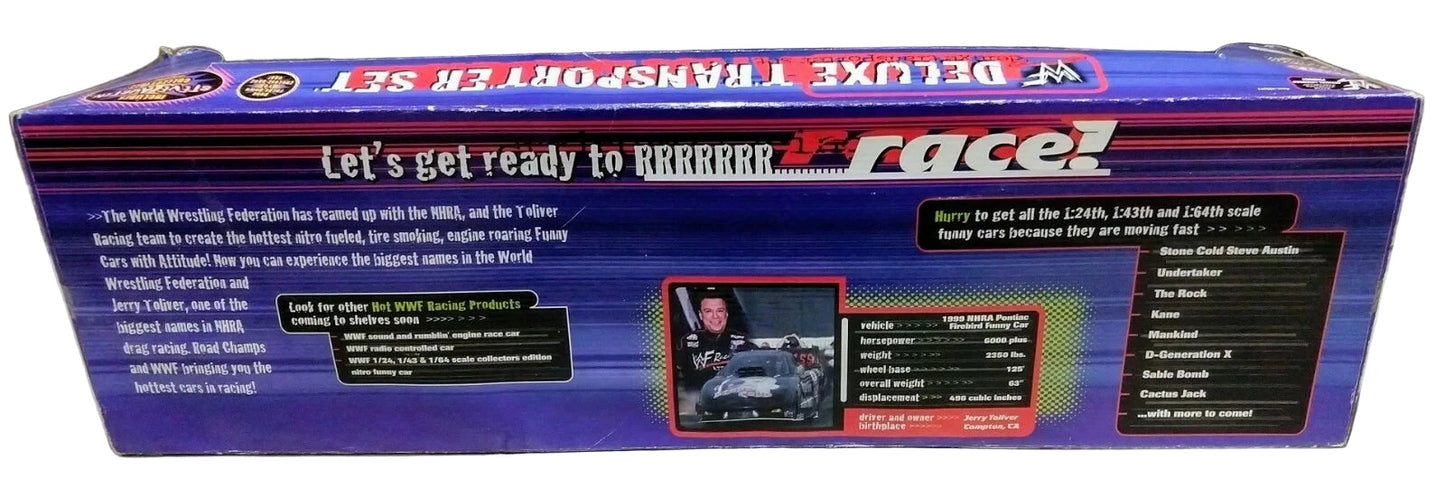 WF DELUXE TRANSPORTER SET
Let's get ready to RRRRRRR..........race!
>>The World Wrestling Federation has teamed up with the NHRA, and the Toliver
Racing team to create the hottest nitro fueled, tire smoking, engine roaring Funny
Cars with Attitude! Now you can experience the biggest names in the World
Wrestling Federation and
Jerry Toliver, one of the
biggest names in NHRA
drag racing. Road Champs
and WWF bringing you the
hottest cars in racing!
Look for other Hot WWF Racing Products
coming to shelves soon >>>>>>>
WWF sound and rumblin' engine race car
WWF radio controlled car
WWF 1/24, 1/43 & 1/64 scale collectors edition
nitro funny car
vehicle >>>>> 1999 NHRA Pontiac
Firebird Funny Car
horsepower >>>>>> 6000 plus
weight >>>>>> 2350 lbs.
wheel base >>>>>> 125'
overall weight >>>>>> 63"
displacement >>> 496 cubic inches
driver and owner >>>> Jerry Toliver
birthplace >>>>>> Compton, CA
Hurry to get all the 1:24th, 1:43th and 1:64th scale
funny cars because they are moving fast >> >>>
Stone Cold Steve Austin
Undertaker
The Rock
Kane
Mankind
D-Generation X
Sable Bomb
Cactus Jack
...with more to come!